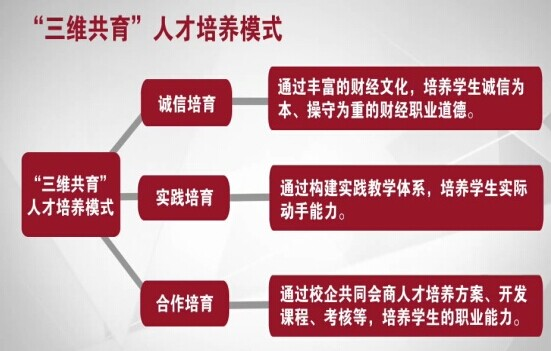 “三维共育”人才培养模式
诚信培育
通过丰富的财经文化，培养学生诚信为
本、操守为重的财经职业道德。
“三维共育”
人才培养模式
实践培育
通过构建实践教学体系，培养学生实际
动手能力。
合作培育
通过校企共同会商人才培养方案、开发
课程、考核等，培养学生的职业能力。